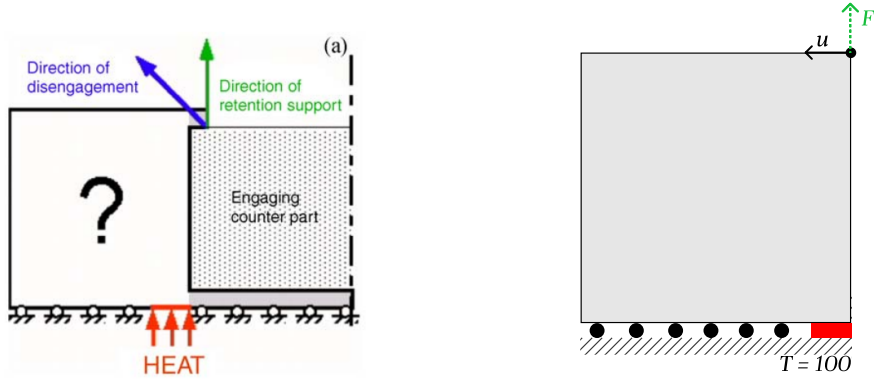 (a)
Direction of
disengagement
Direction of
retention support
?
Engaging
counter part
HEAT
F
u
T = 100